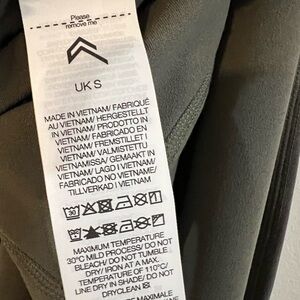 Please
remove me
UK S
MADE IN VIETNAM/ FABRIQUÉ
AU VIETNAM/ HERGESTELLT
IN VIETNAM/ PRODOTTO IN
VIETNAM/ FABRICADO EN
VIETNAM/ FREMSTILLET I
VIETNAM/ VALMISTETTU
VIETNAMISSA/ GEMAAKT IN
VIETNAM/ LAGD I VIETNAM/
FABRICADO NO VIETNAME/
TILLVERKAD I VIETNAM
30
MAXIMUM TEMPERATURE
30°C MILD PROCESS/ DO NOT
BLEACH/ DO NOT TUMBLE
DRY/ IRON AT A MAX.
TEMPERATURE OF 110°C/
LINE DRY IN SHADE/ DO NOT
DRYCLEAN
MAXIMALE